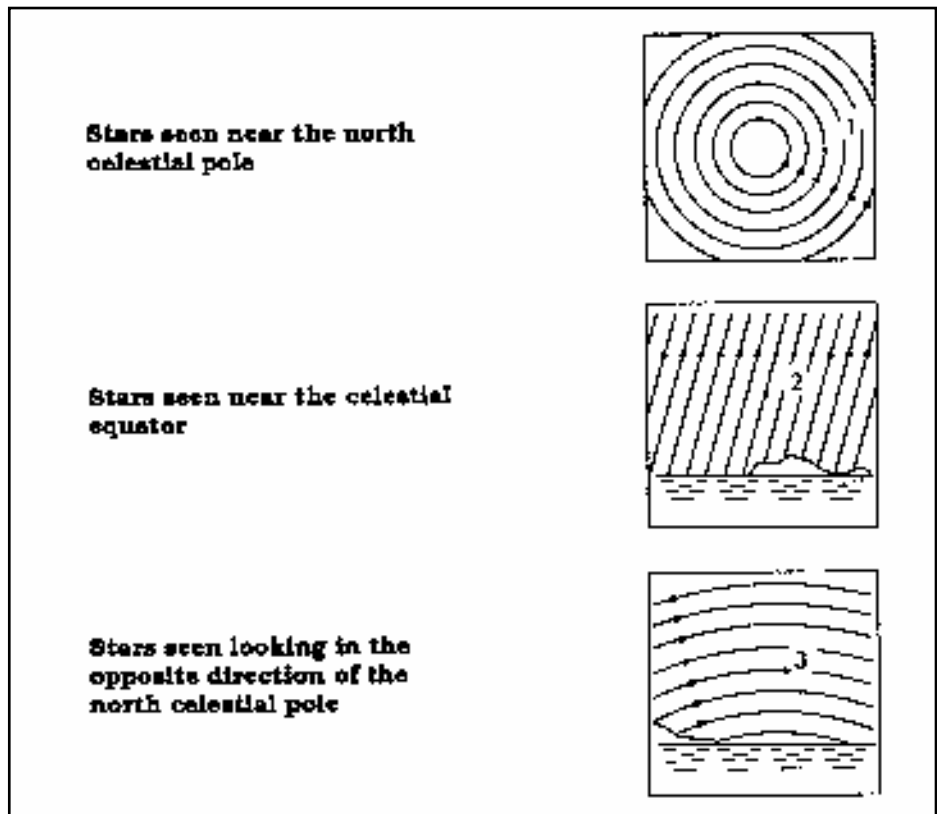 Stars seen near the north
celestial pole
1
Stars seen near the celestial
equator
2
Stars seen looking in the
opposite direction of the
north celestial pole
3